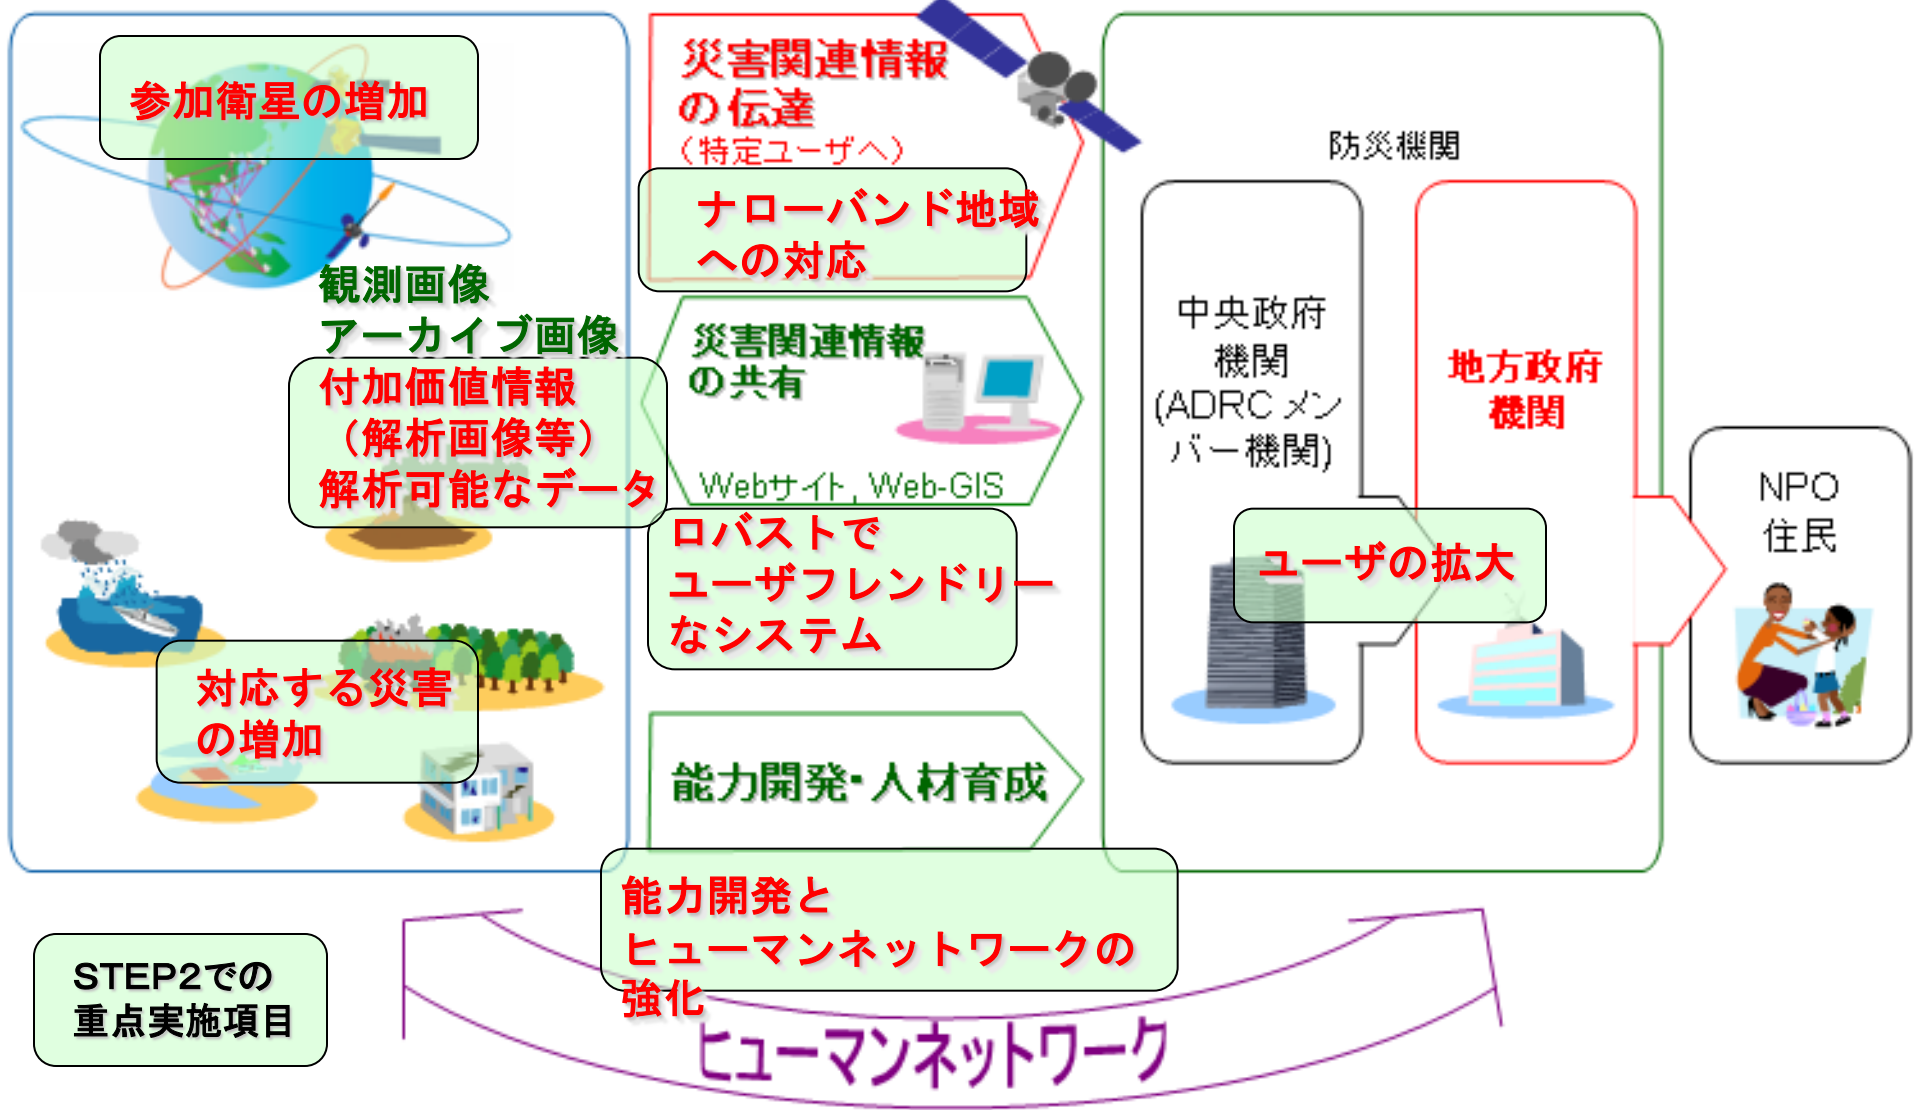 参加衛星の増加
観測画像
アーカイブ画像
付加価値情報
（解析画像等）
解析可能なデータ
対応する災害
の増加
災害関連情報
の伝達
（特定ユーザへ）
ナローバンド地域
への対応
災害関連情報
の共有
Webサイト, Web-GIS
ロバストで
ユーザフレンドリー
なシステム
能力開発・人材育成
能力開発と
ヒューマンネットワークの
強化
防災機関
中央政府
機関
(ADRCメン
バー機関)
地方政府
機関
ユーザの拡大
NPO
住民
STEP2での
重点実施項目
ヒューマンネットワーク